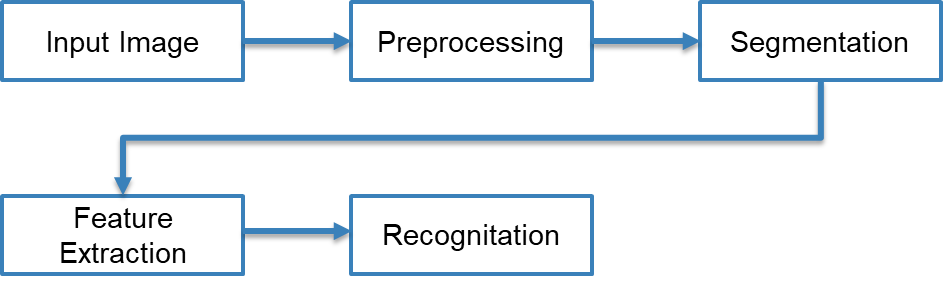 Input Image
Preprocessing
Segmentation
Feature
Extraction
Recognitation